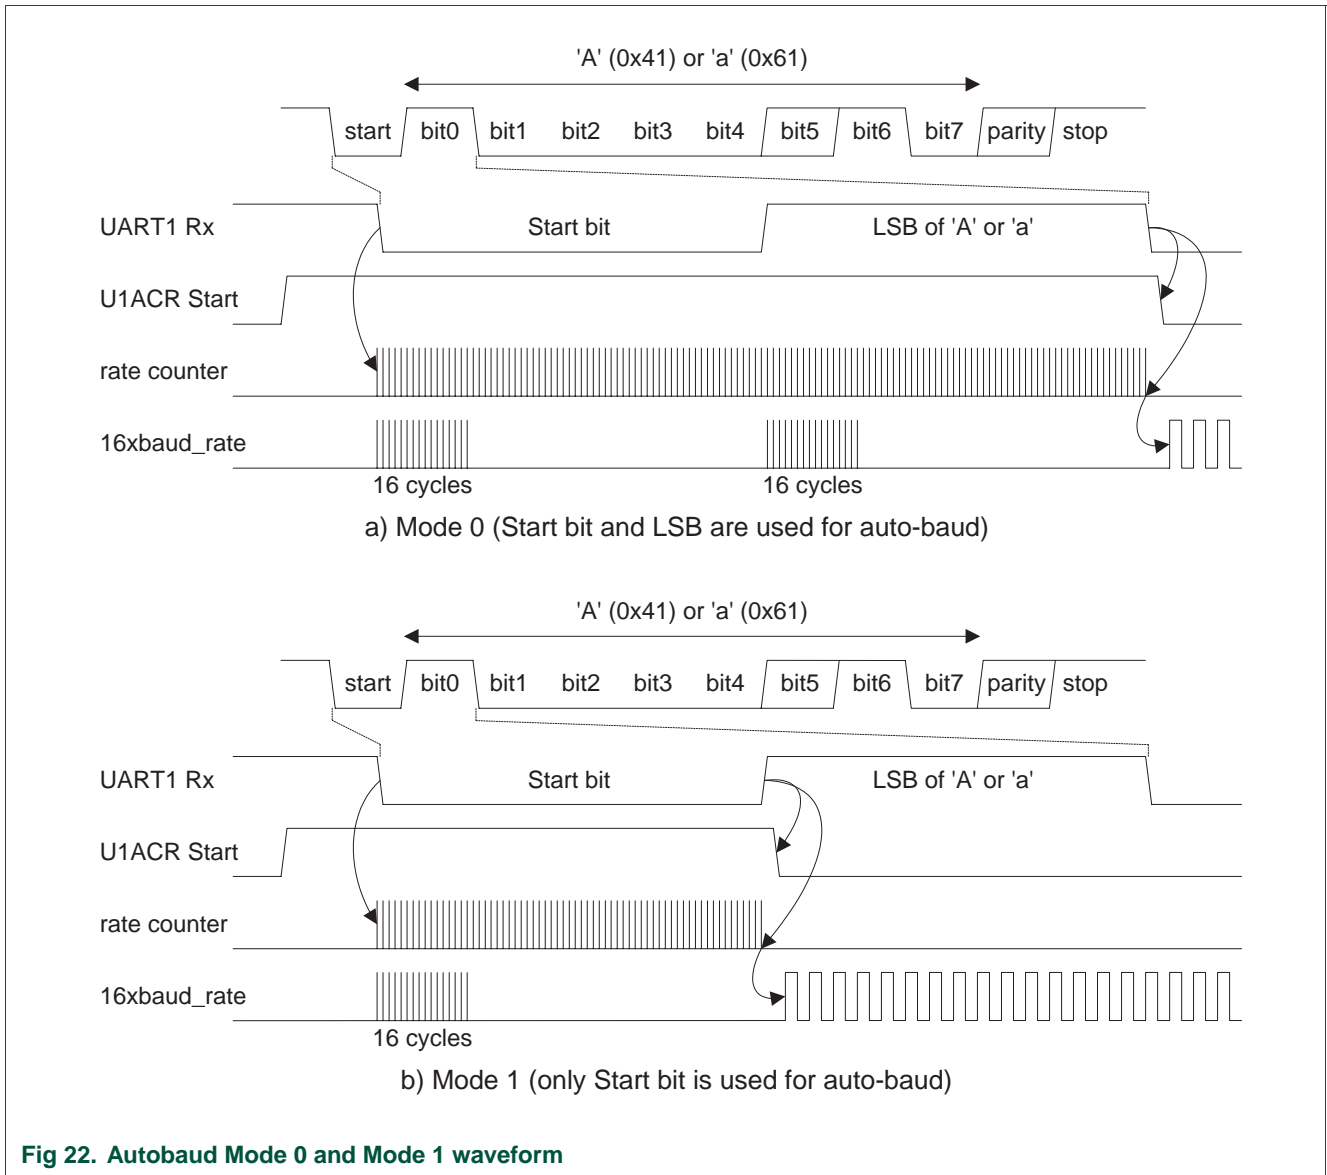 'A' (0x41) or 'a' (0x61)
start bit0 bit1 bit2 bit3 bit4 bit5 bit6 bit7 parity stop
UART1 Rx Start bit LSB of 'A' or 'a'
U1ACR Start
rate counter
16xbaud_rate
16 cycles 16 cycles
a) Mode 0 (Start bit and LSB are used for auto-baud)
'A' (0x41) or 'a' (0x61)
start bit0 bit1 bit2 bit3 bit4 bit5 bit6 bit7 parity stop
UART1 Rx Start bit LSB of 'A' or 'a'
U1ACR Start
rate counter
16xbaud_rate
16 cycles
b) Mode 1 (only Start bit is used for auto-baud)
Fig 22. Autobaud Mode 0 and Mode 1 waveform